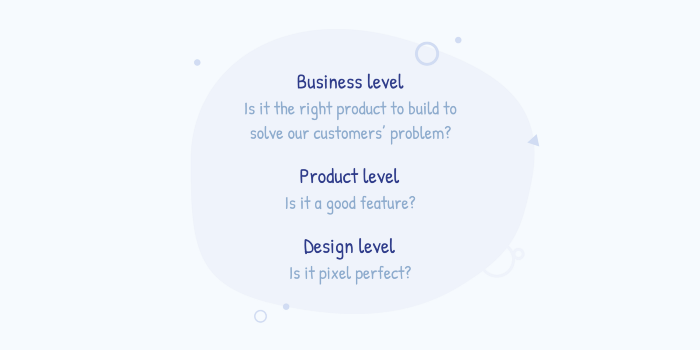 Business level
Is it the right product to build to
solve our customers' problem?
Product level
Is it a good feature?
Design level
Is it pixel perfect?